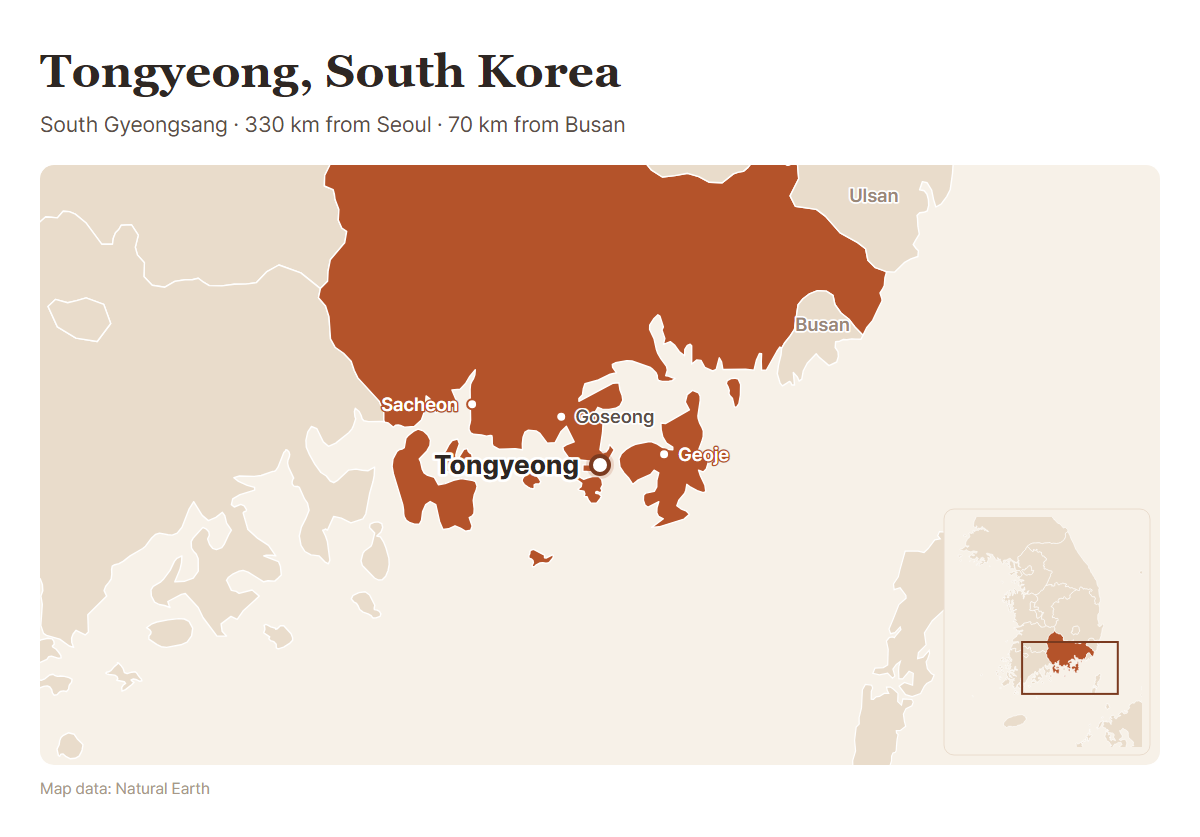 Tongyeong, South Korea
South Gyeongsang · 330 km from Seoul · 70 km from Busan
Ulsan
Busan
Sacheon
Goseong
Geoje
Tongyeong
Map data: Natural Earth